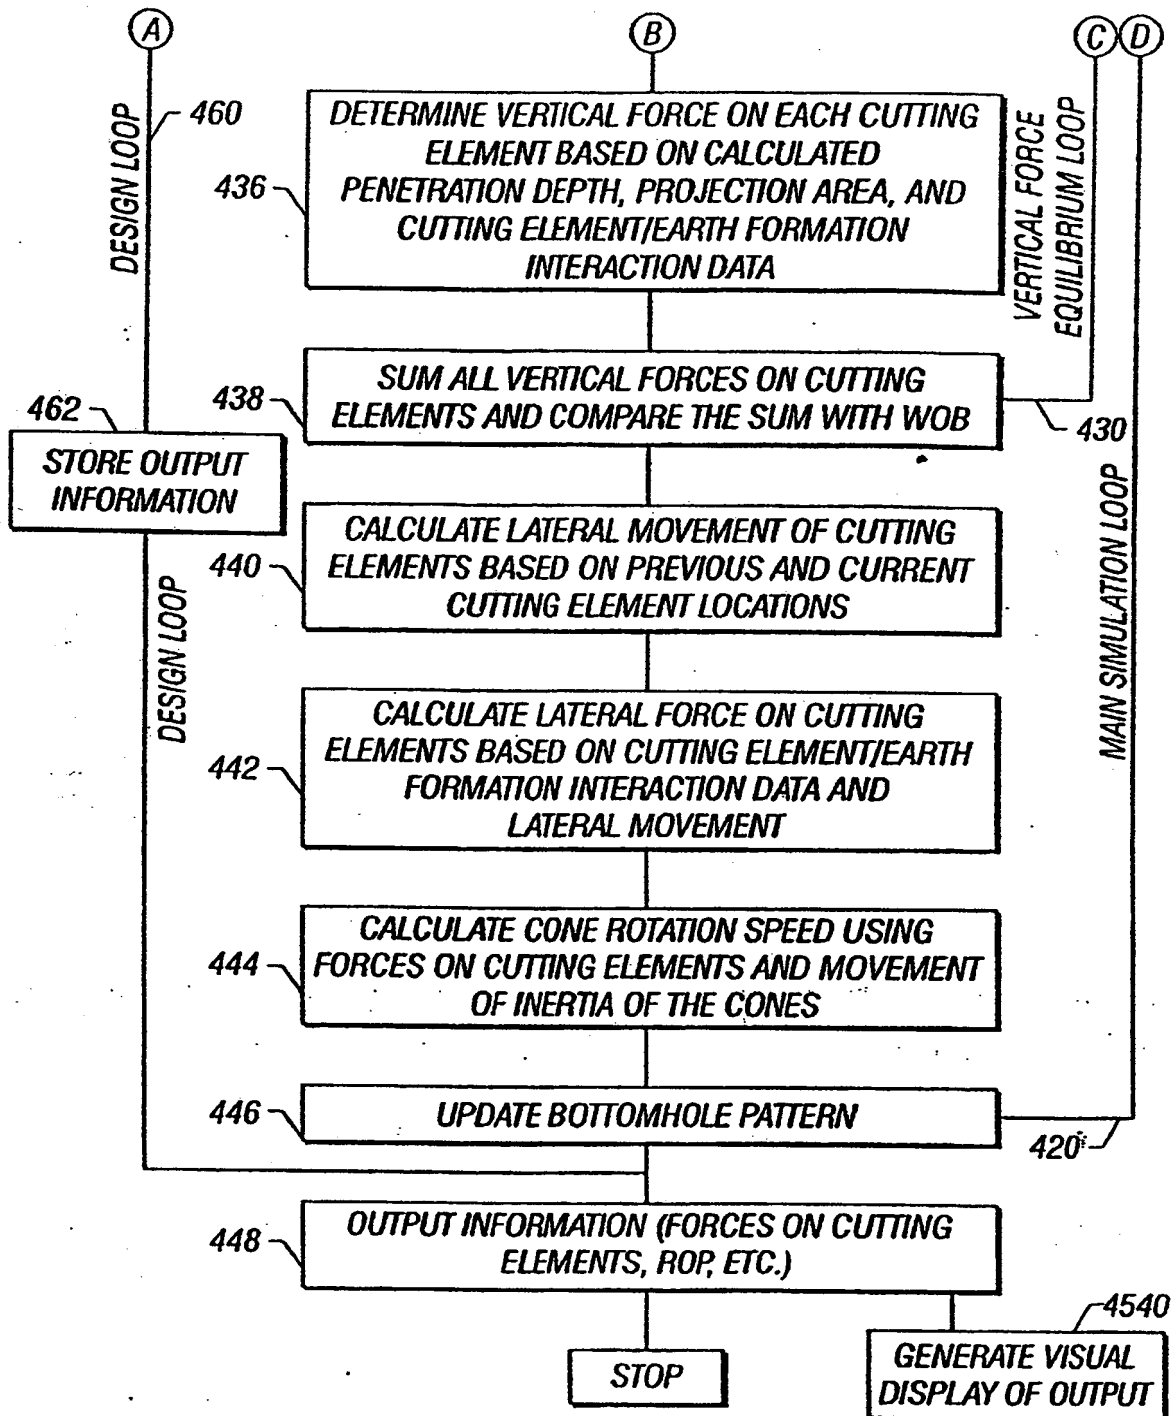 A
B
C
D
DESIGN LOOP
460
436
DETERMINE VERTICAL FORCE ON EACH CUTTING
ELEMENT BASED ON CALCULATED
PENETRATION DEPTH, PROJECTION AREA, AND
CUTTING ELEMENT/EARTH FORMATION
INTERACTION DATA
VERTICAL FORCE
EQUILIBRIUM LOOP
438
SUM ALL VERTICAL FORCES ON CUTTING
ELEMENTS AND COMPARE THE SUM WITH WOB
430
462
STORE OUTPUT
INFORMATION
440
CALCULATE LATERAL MOVEMENT OF CUTTING
ELEMENTS BASED ON PREVIOUS AND CURRENT
CUTTING ELEMENT LOCATIONS
MAIN SIMULATION LOOP
DESIGN LOOP
442
CALCULATE LATERAL FORCE ON CUTTING
ELEMENTS BASED ON CUTTING ELEMENT/EARTH
FORMATION INTERACTION DATA AND
LATERAL MOVEMENT
444
CALCULATE CONE ROTATION SPEED USING
FORCES ON CUTTING ELEMENTS AND MOVEMENT
OF INERTIA OF THE CONES
446
UPDATE BOTTOMHOLE PATTERN
420
448
OUTPUT INFORMATION (FORCES ON CUTTING
ELEMENTS, ROP, ETC.)
4540
STOP
GENERATE VISUAL
DISPLAY OF OUTPUT